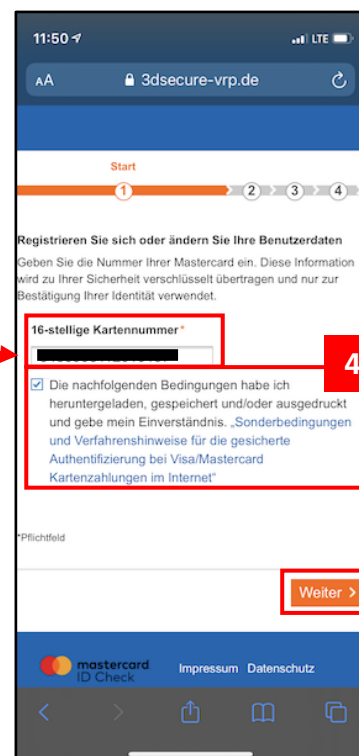 11:50
LTE
AA
3dsecure-vrp.de
Start
1 2 3 4
Registrieren Sie sich oder ändern Sie Ihre Benutzerdaten
Geben Sie die Nummer Ihrer Mastercard ein. Diese Information
wird zu Ihrer Sicherheit verschlüsselt übertragen und nur zur
Bestätigung Ihrer Identität verwendet.
16-stellige Kartennummer*
4
Die nachfolgenden Bedingungen habe ich
heruntergeladen, gespeichert und/oder ausgedruckt
und gebe mein Einverständnis. „Sonderbedingungen
und Verfahrenshinweise für die gesicherte
Authentifizierung bei Visa/Mastercard
Kartenzahlungen im Internet"
*Pflichtfeld
Weiter >
mastercard
ID Check
Impressum Datenschutz